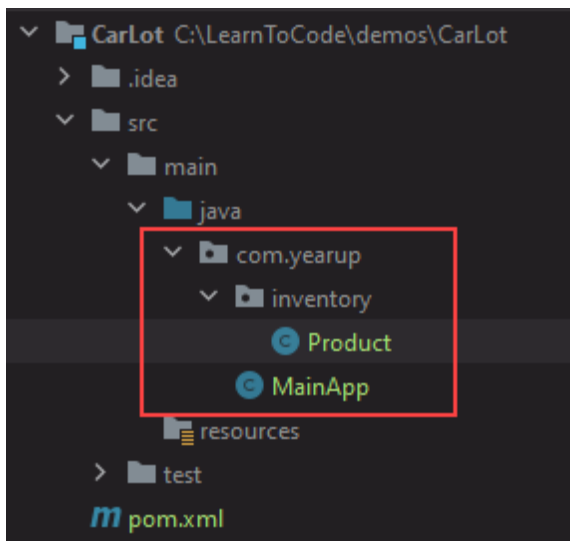 CarLot C:\LearnToCode\demos\CarLot
.idea
src
main
java
com.yearup
inventory
C Product
C MainApp
resources
test
m pom.xml